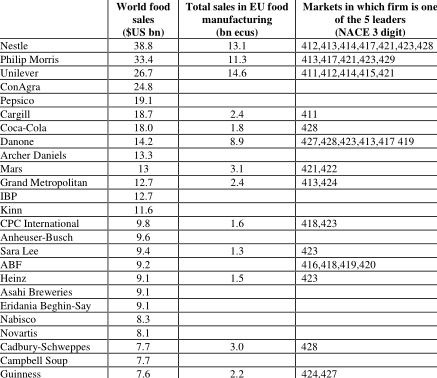 World food sales ($US bn) Total sales in EU food manufacturing (bn ecus) Markets in which firm is one of the 5 leaders (NACE 3 digit)
Nestle 38.8 13.1 412,413,414,417,421,423,428
Philip Morris 33.4 11.3 413,417,421,423,429
Unilever 26.7 14.6 411,412,414,415,421
ConAgra 24.8
Pepsico 19.1
Cargill 18.7 2.4 411
Coca-Cola 18.0 1.8 428
Danone 14.2 8.9 427,428,423,413,417 419
Archer Daniels 13.3
Mars 13 3.1 421,422
Grand Metropolitan 12.7 2.4 413,424
IBP 12.7
Kinn 11.6
CPC International 9.8 1.6 418,423
Anheuser-Busch 9.6
Sara Lee 9.4 1.3 423
ABF 9.2 416,418,419,420
Heinz 9.1 1.5 423
Asahi Breweries 9.1
Eridania Beghin-Say 9.1
Nabisco 8.3
Novartis 8.1
Cadbury-Schweppes 7.7 3.0 428
Campbell Soup 7.7
Guinness 7.6 2.2 424,427